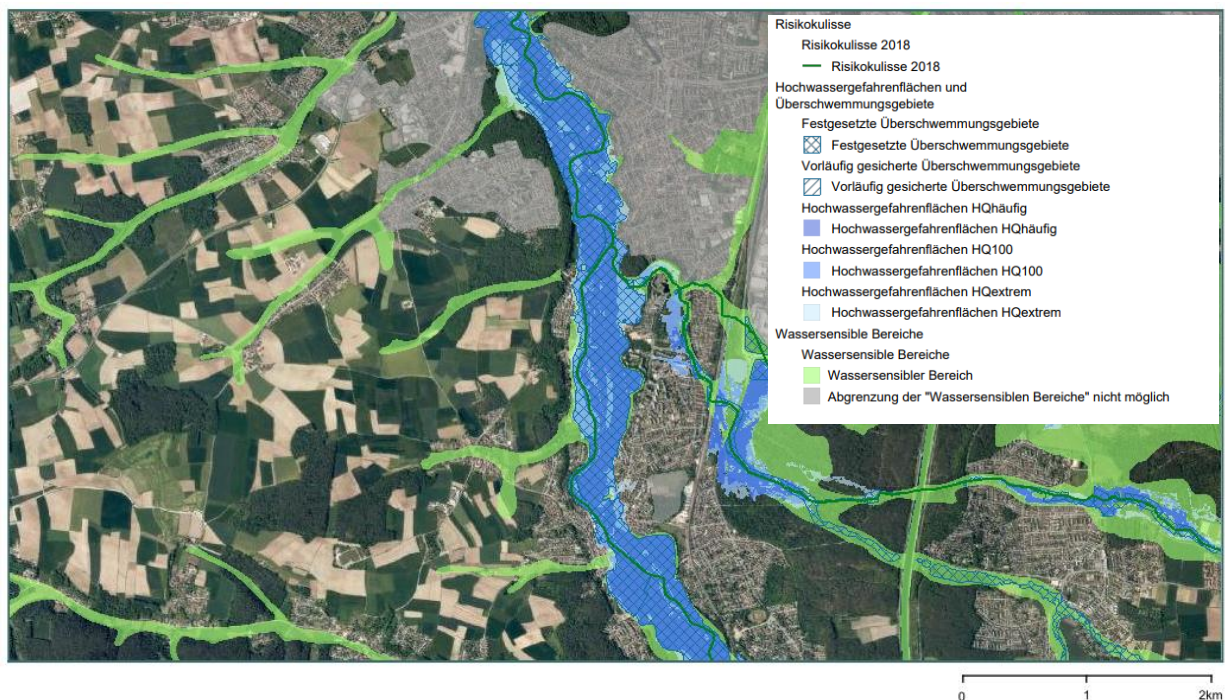 Risikokulisse
Risikokulisse 2018
Risikokulisse 2018
Hochwassergefahrenflächen und
Überschwemmungsgebiete
Festgesetzte Überschwemmungsgebiete
Festgesetzte Überschwemmungsgebiete
Vorläufig gesicherte Überschwemmungsgebiete
Vorläufig gesicherte Überschwemmungsgebiete
Hochwassergefahrenflächen HQhäufig
Hochwassergefahrenflächen HQhäufig
Hochwassergefahrenflächen HQ100
Hochwassergefahrenflächen HQ100
Hochwassergefahrenflächen HQextrem
Hochwassergefahrenflächen HQextrem
Wassersensible Bereiche
Wassersensible Bereiche
Wassersensibler Bereich
Abgrenzung der "Wassersensiblen Bereiche" nicht möglich
0 1 2km